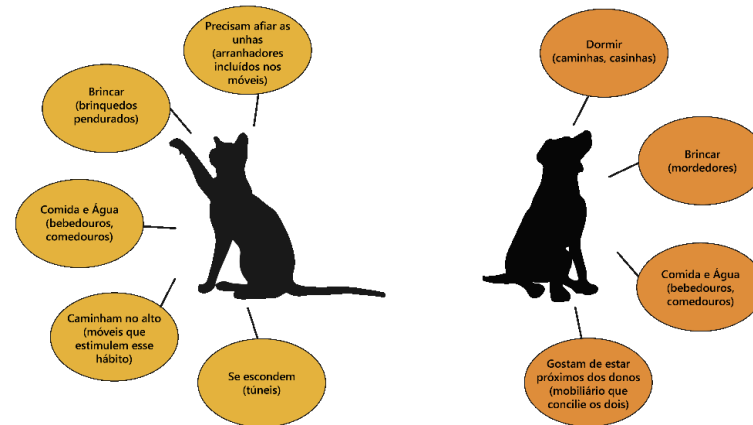 Precisam afiar as
unhas
(arranhadores
incluídos nos
móveis)
Brincar
(brinquedos
pendurados)
Comida e Água
(bebedouros,
comedouros)
Caminham no alto
(móveis que
estimulem esse
hábito)
Se escondem
(túneis)
Dormir
(caminhas, casinhas)
Brincar
(mordedores)
Comida e Água
(bebedouros,
comedouros)
Gostam de estar
próximos dos donos
(mobiliário que
concilie os dois)